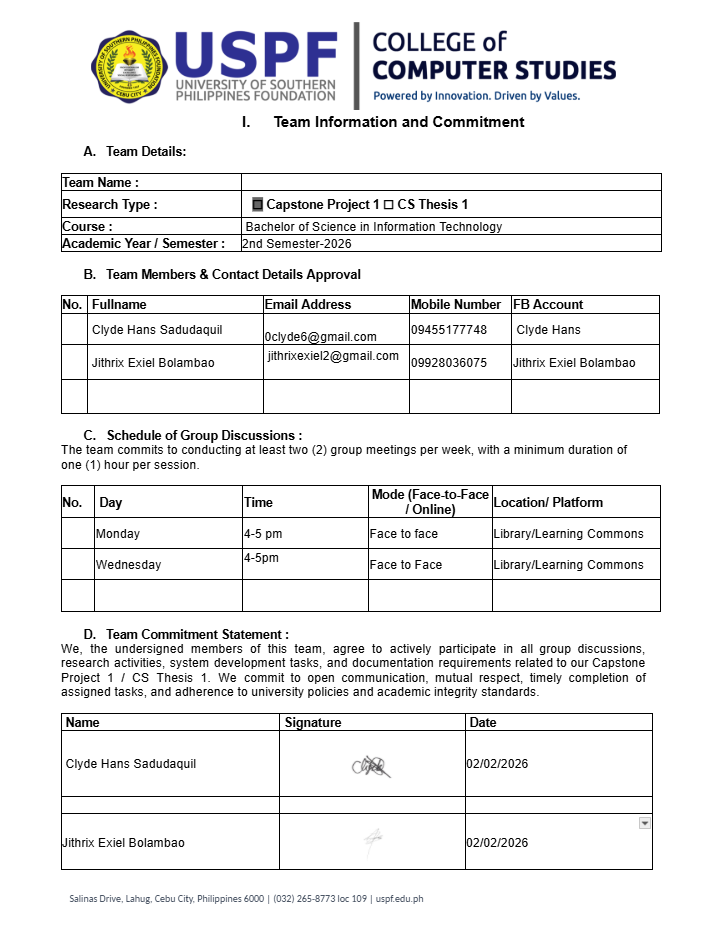 UNIVERSITY OF SOUTHERN PHILIPPINES FOUNDATION
CEBU CITY
USPF
UNIVERSITY OF SOUTHERN
PHILIPPINES FOUNDATION
COLLEGE of
COMPUTER STUDIES
Powered by Innovation. Driven by Values.
I. Team Information and Commitment
A. Team Details:
Team Name :
Research Type : Capstone Project 1 ☐ CS Thesis 1
Course : Bachelor of Science in Information Technology
Academic Year / Semester : 2nd Semester-2026
B. Team Members & Contact Details Approval
No. Fullname Email Address Mobile Number FB Account
Clyde Hans Sadudaquil 0clyde6@gmail.com 09455177748 Clyde Hans
Jithrix Exiel Bolambao jithrixexiel2@gmail.com 09928036075 Jithrix Exiel Bolambao
C. Schedule of Group Discussions :
The team commits to conducting at least two (2) group meetings per week, with a minimum duration of
one (1) hour per session.
No. Day Time Mode (Face-to-Face / Online) Location/ Platform
Monday 4-5 pm Face to face Library/Learning Commons
Wednesday 4-5pm Face to Face Library/Learning Commons
D. Team Commitment Statement :
We, the undersigned members of this team, agree to actively participate in all group discussions,
research activities, system development tasks, and documentation requirements related to our Capstone
Project 1 / CS Thesis 1. We commit to open communication, mutual respect, timely completion of
assigned tasks, and adherence to university policies and academic integrity standards.
Name Signature Date
Clyde Hans Sadudaquil 02/02/2026
Jithrix Exiel Bolambao 02/02/2026
Salinas Drive, Lahug, Cebu City, Philippines 6000 | (032) 265-8773 loc 109 | uspf.edu.ph